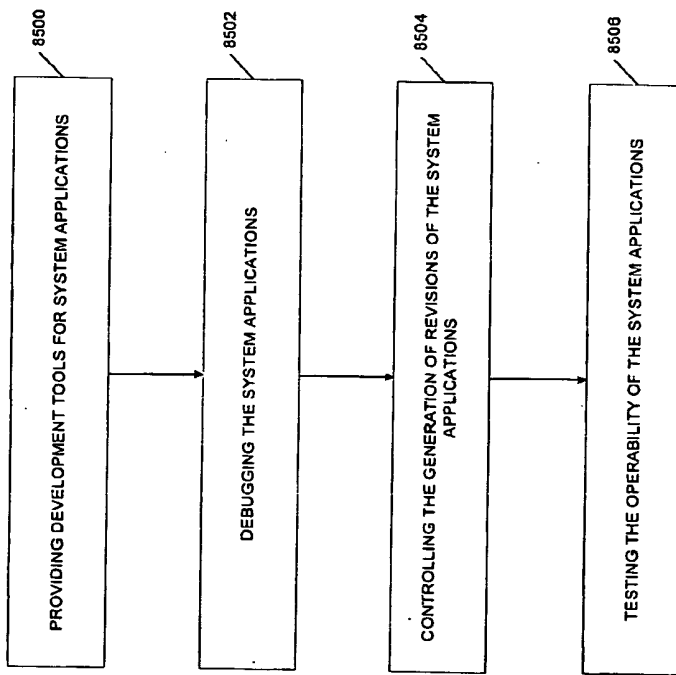 8500
PROVIDING DEVELOPMENT TOOLS FOR SYSTEM APPLICATIONS
8502
DEBUGGING THE SYSTEM APPLICATIONS
8504
CONTROLLING THE GENERATION OF REVISIONS OF THE SYSTEM
APPLICATIONS
8506
TESTING THE OPERABILITY OF THE SYSTEM APPLICATIONS